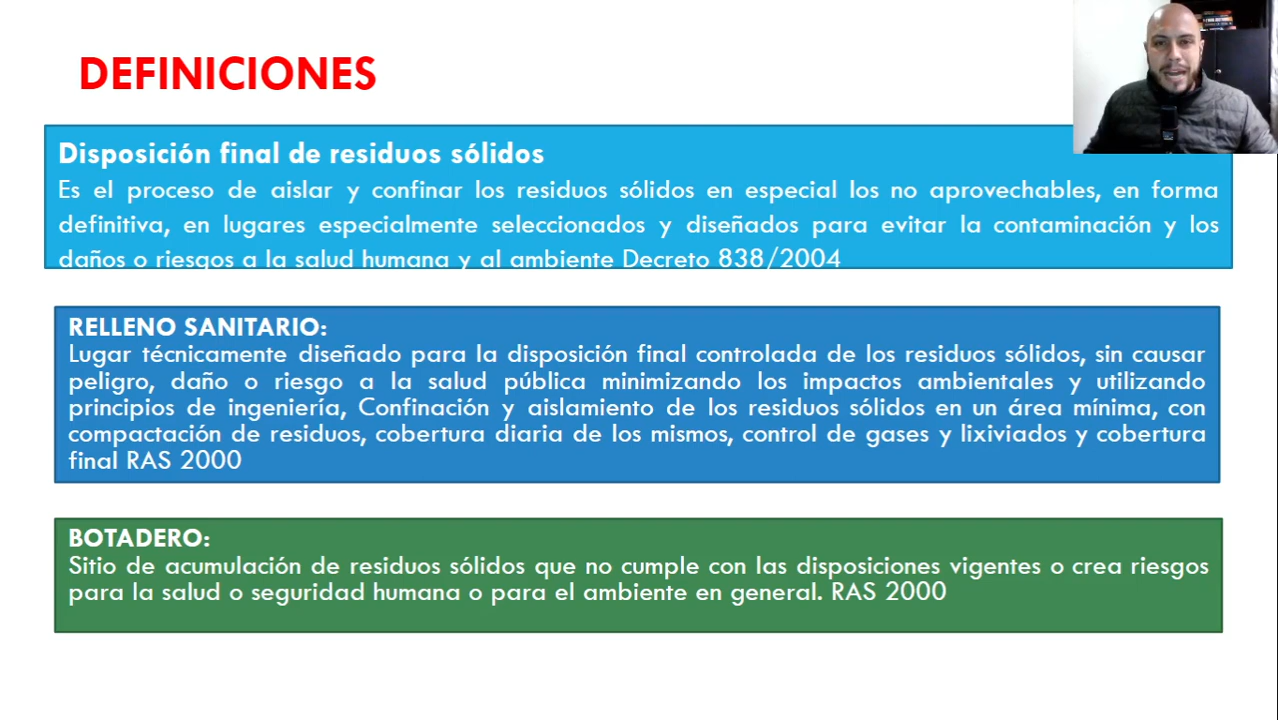 DEFINICIONES
Disposición final de residuos sólidos
Es el proceso de aislar y confinar los residuos sólidos en especial los no aprovechables, en forma
definitiva, en lugares especialmente seleccionados y diseñados para evitar la contaminación y los
daños o riesgos a la salud humana y al ambiente Decreto 838/2004
RELLENO SANITARIO:
Lugar técnicamente diseñado para la disposición final controlada de los residuos sólidos, sin causar
peligro, daño o riesgo a la salud pública minimizando los impactos ambientales y utilizando
principios de ingeniería, Confinación y aislamiento de los residuos sólidos en un área mínima, con
compactación de residuos, cobertura diaria de los mismos, control de gases y lixiviados y cobertura
final RAS 2000
BOTADERO:
Sitio de acumulación de residuos sólidos que no cumple con las disposiciones vigentes o crea riesgos
para la salud o seguridad humana o para el ambiente en general. RAS 2000